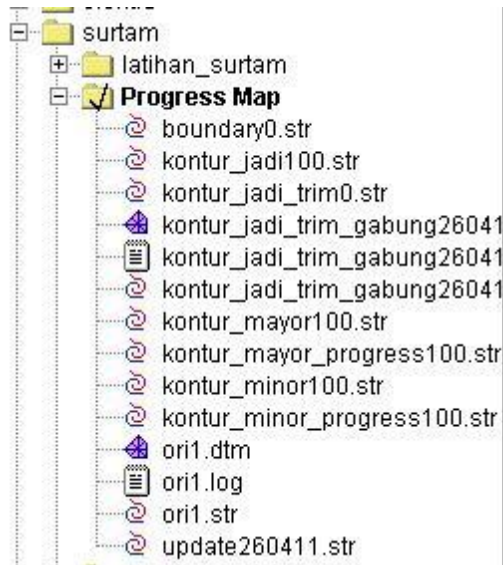 surtam
latihan_surtam
Progress Map
boundary0.str
kontur_jadi100.str
kontur_jadi_trim0.str
kontur_jadi_trim_gabung26041
kontur_jadi_trim_gabung26041
kontur_jadi_trim_gabung26041
kontur_mayor100.str
kontur_mayor_progress100.str
kontur_minor100.str
kontur_minor_progress100.str
ori1.dtm
ori1.log
ori1.str
update260411.str